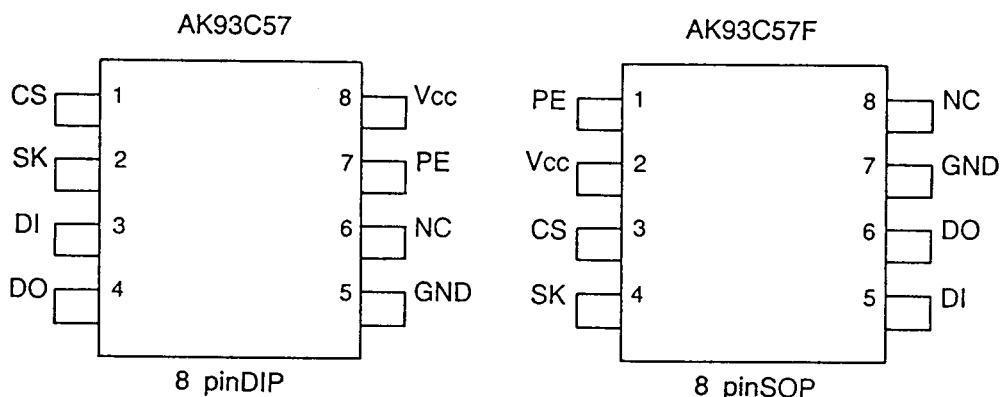 AK93C57
CS 1 8 Vcc
SK 2 7 PE
DI 3 6 NC
DO 4 5 GND
8 pinDIP
AK93C57F
PE 1 8 NC
Vcc 2 7 GND
CS 3 6 DO
SK 4 5 DI
8 pinSOP